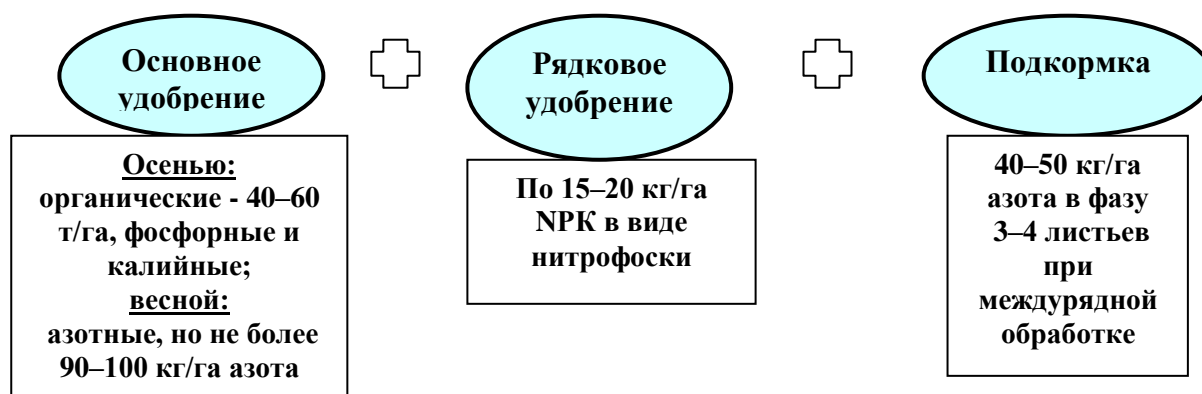 Основное
удобрение
Осенью:
органические - 40–60
т/га, фосфорные и
калийные;
весной:
азотные, но не более
90–100 кг/га азота
Рядковое
удобрение
По 15–20 кг/га
NPK в виде
нитрофоски
Подкормка
40–50 кг/га
азота в фазу
3–4 листьев
при
междурядной
обработке